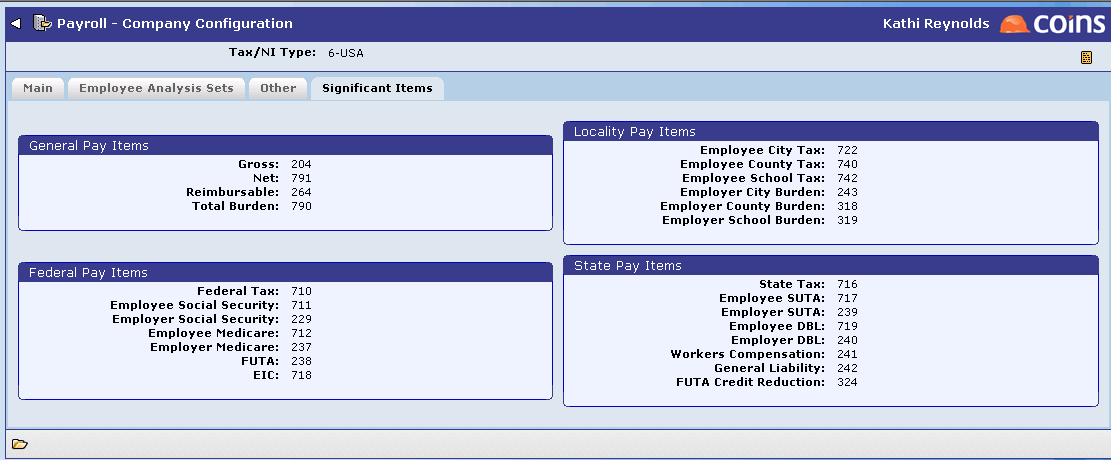 Payroll - Company Configuration
Kathi Reynolds
coins
Tax/NI Type: 6-USA
Main
Employee Analysis Sets
Other
Significant Items
General Pay Items
Gross: 204
Net: 791
Reimbursable: 264
Total Burden: 790
Locality Pay Items
Employee City Tax: 722
Employee County Tax: 740
Employee School Tax: 742
Employer City Burden: 243
Employer County Burden: 318
Employer School Burden: 319
Federal Pay Items
Federal Tax: 710
Employee Social Security: 711
Employer Social Security: 229
Employee Medicare: 712
Employer Medicare: 237
FUTA: 238
EIC: 718
State Pay Items
State Tax: 716
Employee SUTA: 717
Employer SUTA: 239
Employee DBL: 719
Employer DBL: 240
Workers Compensation: 241
General Liability: 242
FUTA Credit Reduction: 324